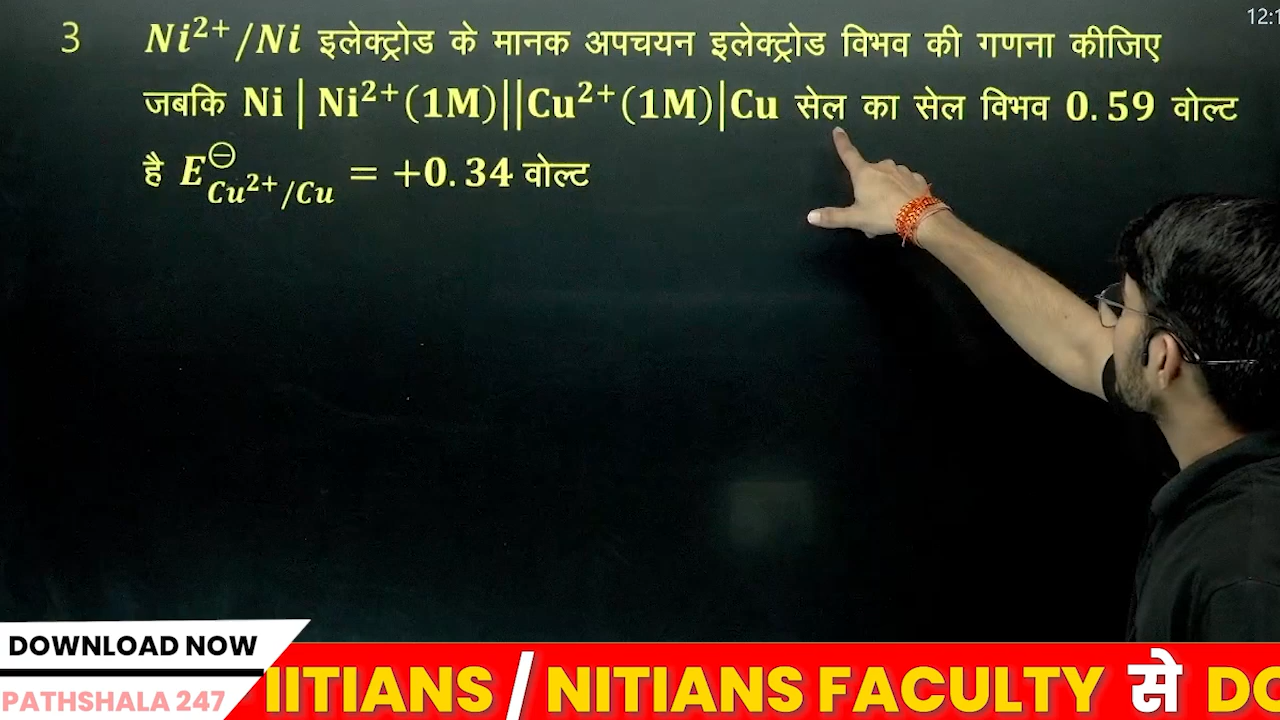 12:1
3 Ni²⁺/Ni इलेक्ट्रोड के मानक अपचयन इलेक्ट्रोड विभव की गणना कीजिए
जबकि Ni | Ni²⁺(1M)||Cu²⁺(1M)|Cu सेल का सेल विभव 0.59 वोल्ट
है E⊖Cu²⁺/Cu = +0.34 वोल्ट
DOWNLOAD NOW
PATHSHALA 247
IITIANS / NITIANS FACULTY से DO